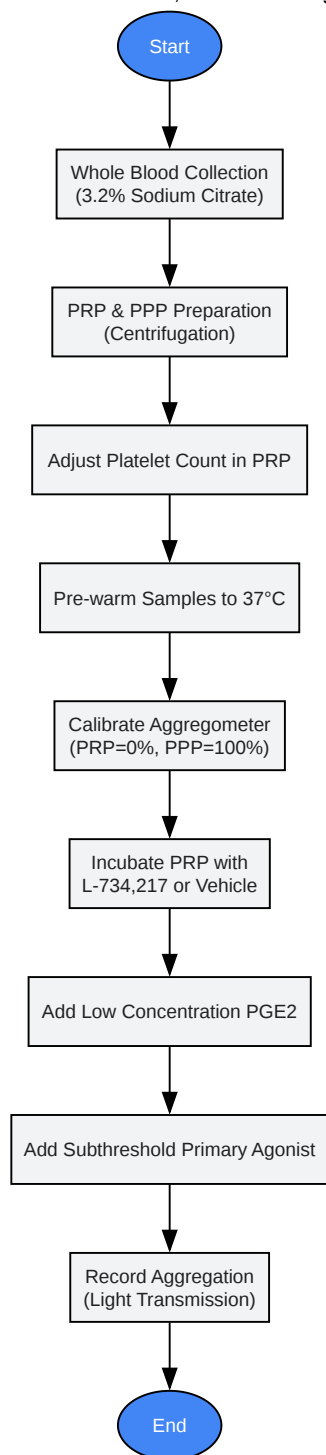 Start
Whole Blood Collection
(3.2% Sodium Citrate)
PRP & PPP Preparation
(Centrifugation)
Adjust Platelet Count in PRP
Pre-warm Samples to 37°C
Calibrate Aggregometer
(PRP=0%, PPP=100%)
Incubate PRP with
L-734,217 or Vehicle
Add Low Concentration PGE2
Add Subthreshold Primary Agonist
Record Aggregation
(Light Transmission)
End